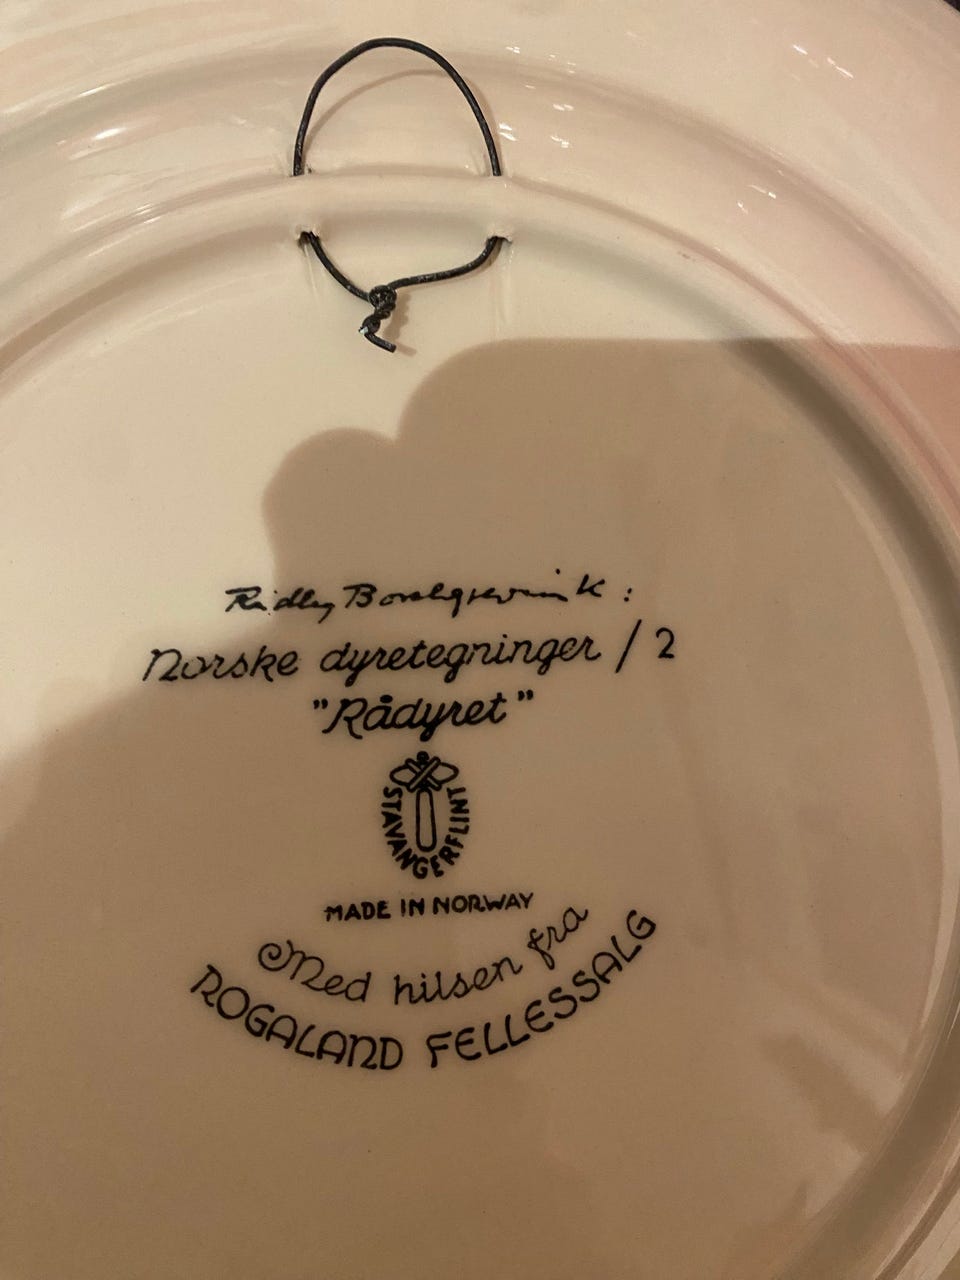 Ridley Borchgrevink :
Norske dyretegninger / 2
"Rådyret"
STAVANGERFLINT
MADE IN NORWAY
Med hilsen fra
ROGALAND FELLESSALG